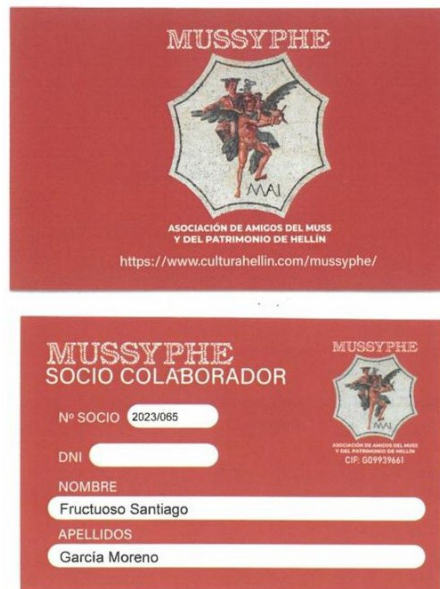 MUSSYPHE
MAI
ASOCIACIÓN DE AMIGOS DEL MUSS
Y DEL PATRIMONIO DE HELLÍN
https://www.culturahellin.com/mussyphe/
MUSSYPHE
SOCIO COLABORADOR
Nº SOCIO 2023/065
DNI
NOMBRE
Fructuoso Santiago
APELLIDOS
García Moreno
MUSSYPHE
MAI
ASOCIACIÓN DE AMIGOS DEL MUSS
Y DEL PATRIMONIO DE HELLÍN
CIF: G09939661